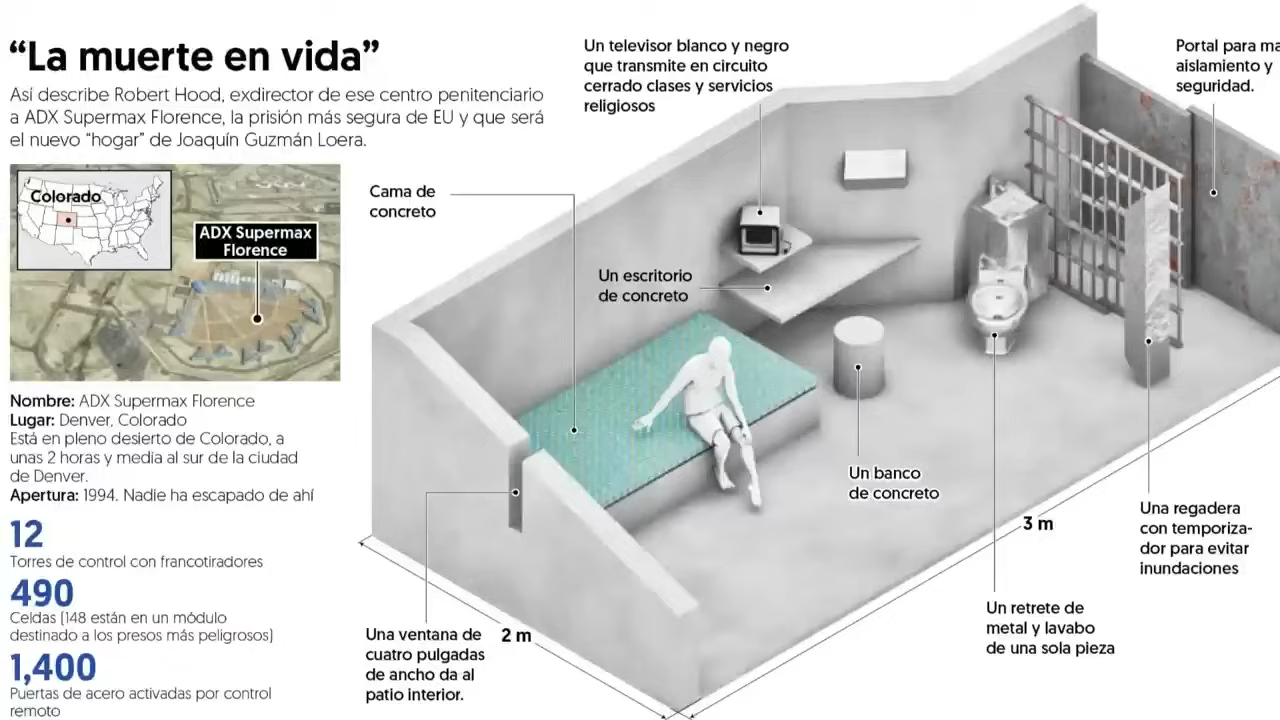 “La muerte en vida”
Así describe Robert Hood, exdirector de ese centro penitenciario
a ADX Supermax Florence, la prisión más segura de EU y que será
el nuevo “hogar” de Joaquín Guzmán Loera.
Colorado
ADX Supermax
Florence
Nombre: ADX Supermax Florence
Lugar: Denver, Colorado
Está en pleno desierto de Colorado, a
unas 2 horas y media al sur de la ciudad
de Denver.
Apertura: 1994. Nadie ha escapado de ahí
12
Torres de control con francotiradores
490
Celdas (148 están en un módulo
destinado a los presos más peligrosos)
1,400
Puertas de acero activadas por control
remoto
Un televisor blanco y negro
que transmite en circuito
cerrado clases y servicios
religiosos
Portal para
aislamiento y
seguridad.
Cama de
concreto
Un escritorio
de concreto
Un banco
de concreto
3 m
Una regadera
con temporiza-
dor para evitar
inundaciones
Un retrete de
metal y lavabo
de una sola pieza
2 m
Una ventana de
cuatro pulgadas
de ancho da al
patio interior.